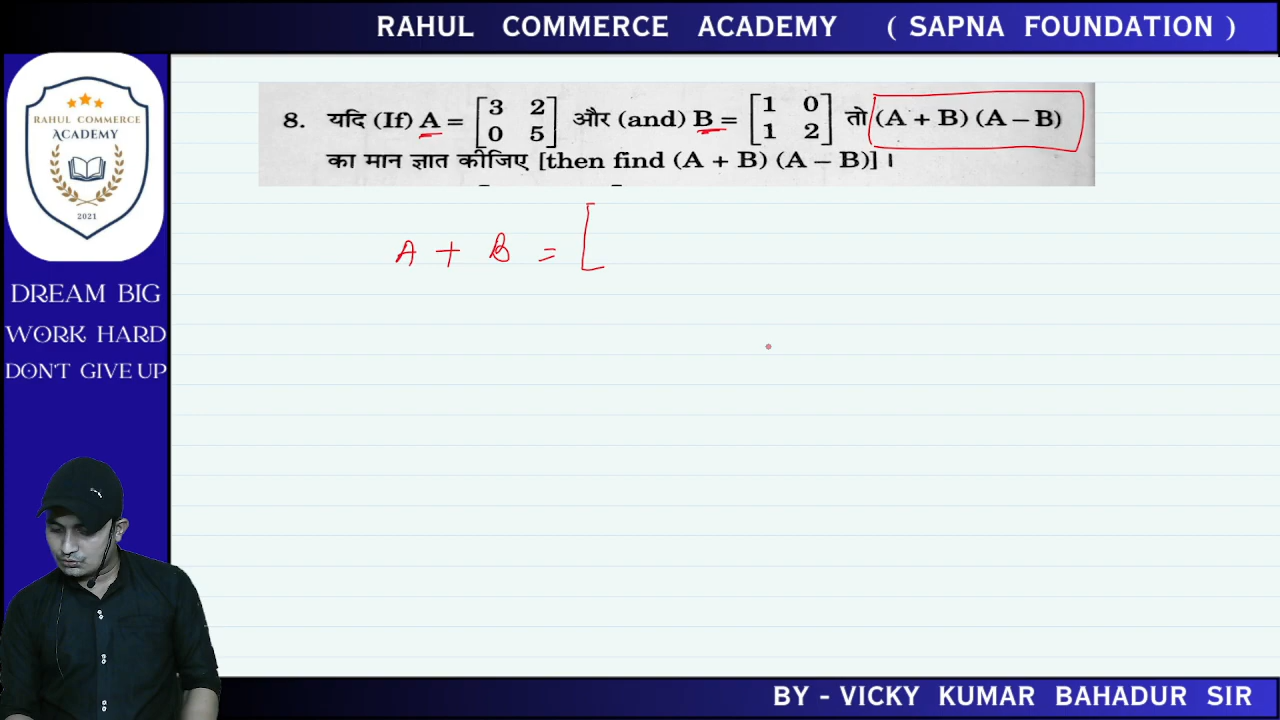 RAHUL COMMERCE ACADEMY ( SAPNA FOUNDATION )
RAHUL COMMERCE
ACADEMY
2021
DREAM BIG
WORK HARD
DON'T GIVE UP
8. यदि (If) A = [3 2 0 5] और (and) B = [1 0 1 2] तो (A + B) (A – B)
का मान ज्ञात कीजिए [then find (A + B) (A – B)] ।
A + B = [
BY - VICKY KUMAR BAHADUR SIR